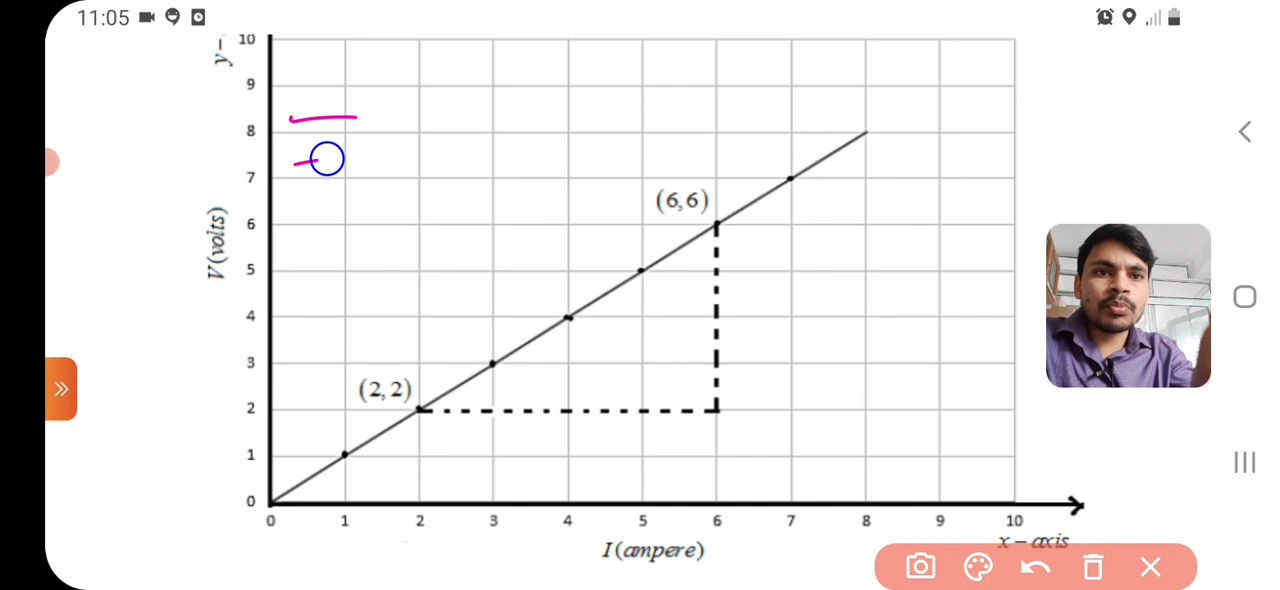 11:05
y-
10
9
8
7
6
5
4
3
2
1
0
V(volts)
(6,6)
(2,2)
0 1 2 3 4 5 6 7 8 9 10
I(ampere)
x-axis